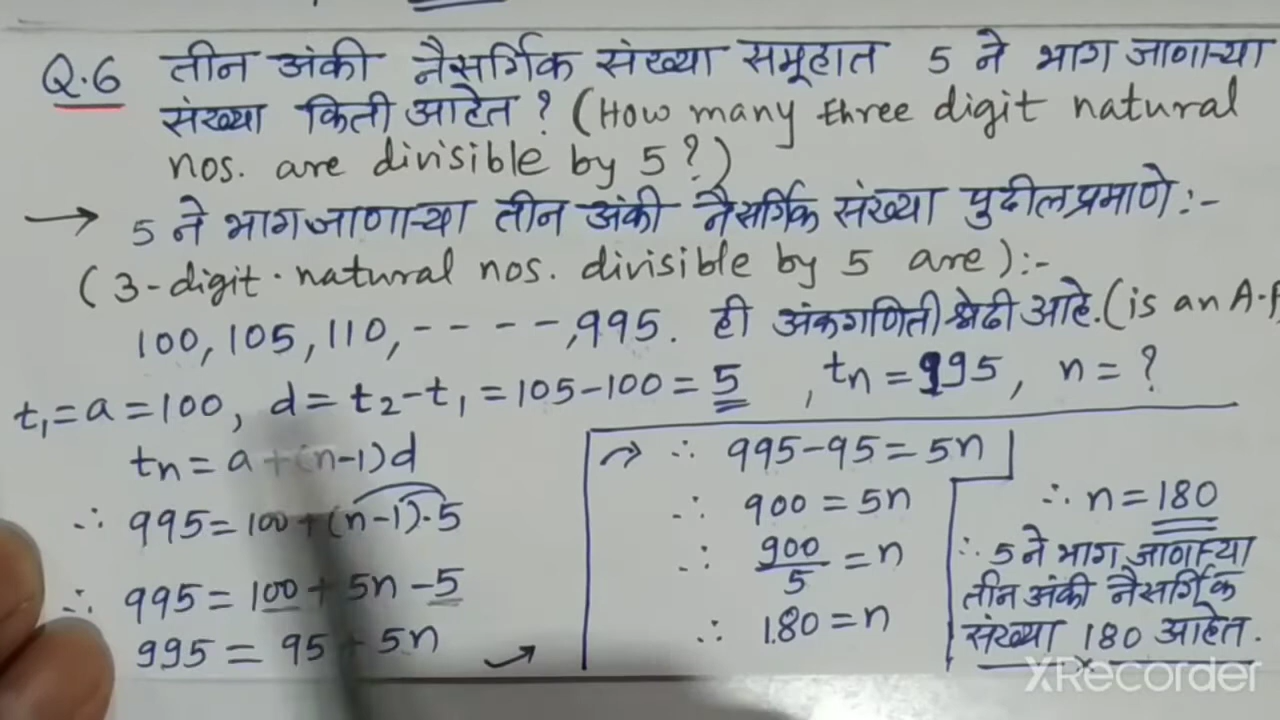 Q.6 तीन अंकी नैसर्गिक संख्या समूहात 5 ने भाग जाणाऱ्या
संख्या किती आहेत ? (How many three digit natural
nos. are divisible by 5 ?)
→ 5 ने भाग जाणाऱ्या तीन अंकी नैसर्गिक संख्या पुढीलप्रमाणे :-
(3-digit natural nos. divisible by 5 are) :-
100, 105, 110, - - - - -, 995. ही अंकगणिती श्रेढी आहे. (is an A.P
t₁ = a = 100, d = t₂ - t₁ = 105 - 100 = 5 , tn = 995, n = ?
tn = a + (n-1)d
∴ 995 = 100 + (n-1)·5
∴ 995 = 100 + 5n - 5
995 = 95 + 5n
∴ 995 - 95 = 5n
∴ 900 = 5n
∴ 900/5 = n
∴ 180 = n
∴ n = 180
∴ 5 ने भाग जाणाऱ्या
तीन अंकी नैसर्गिक
संख्या 180 आहेत.
XRecorder